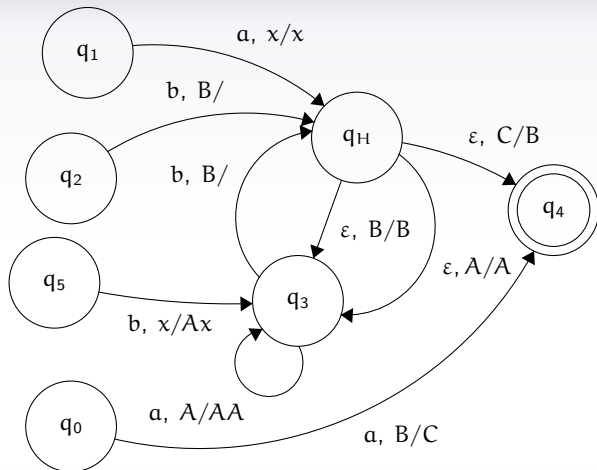 q₁
a, x/x
b, B/
q_H
ε, C/B
q₂
b, B/
q₄
ε, B/B
ε, A/A
q₅
q₃
b, x/Ax
a, A/AA
q₀
a, B/C